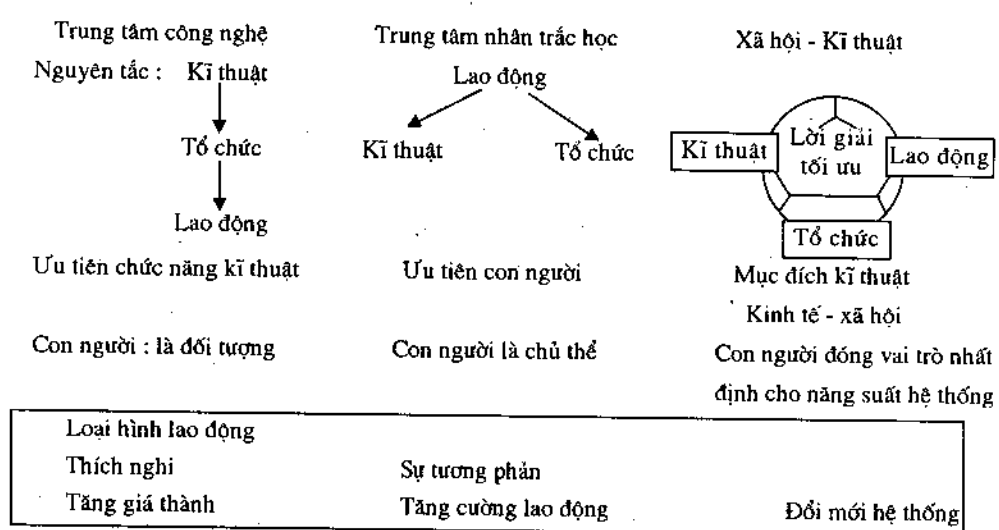 Trung tâm công nghệ
Nguyên tắc : Kĩ thuật
Tổ chức
Lao động
Ưu tiên chức năng kĩ thuật
Con người : là đối tượng
Trung tâm nhân trắc học
Lao động
Kĩ thuật Tổ chức
Ưu tiên con người
Con người là chủ thể
Xã hội - Kĩ thuật
Lời giải
tối ưu
Kĩ thuật
Lao động
Tổ chức
Mục đích kĩ thuật
Kinh tế - xã hội
Con người đóng vai trò nhất
định cho năng suất hệ thống
Loại hình lao động
Thích nghi Sự tương phản
Tăng giá thành Tăng cường lao động Đổi mới hệ thống